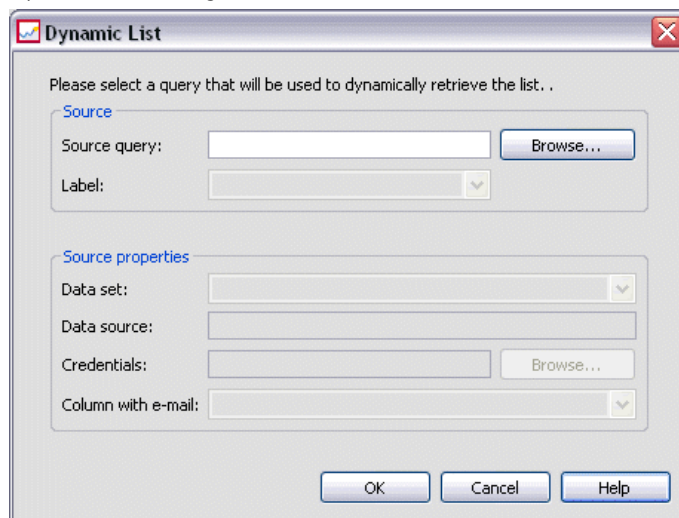 Dynamic List
Please select a query that will be used to dynamically retrieve the list. .
Source
Source query:
Browse...
Label:
Source properties
Data set:
Data source:
Credentials:
Browse...
Column with e-mail:
OK
Cancel
Help